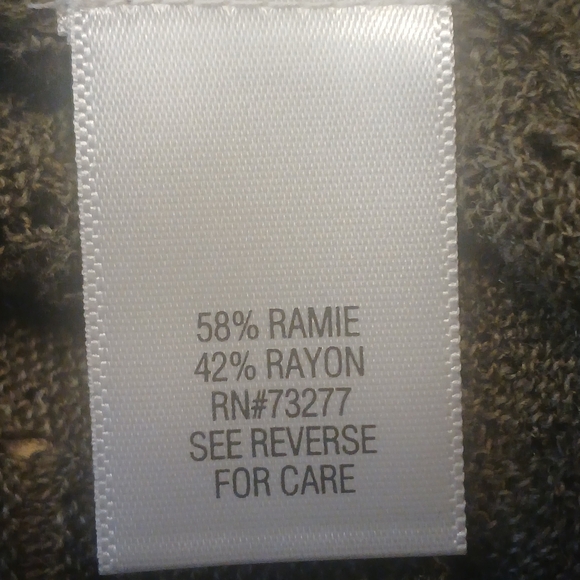 58% RAMIE
42% RAYON
RN#73277
SEE REVERSE
FOR CARE